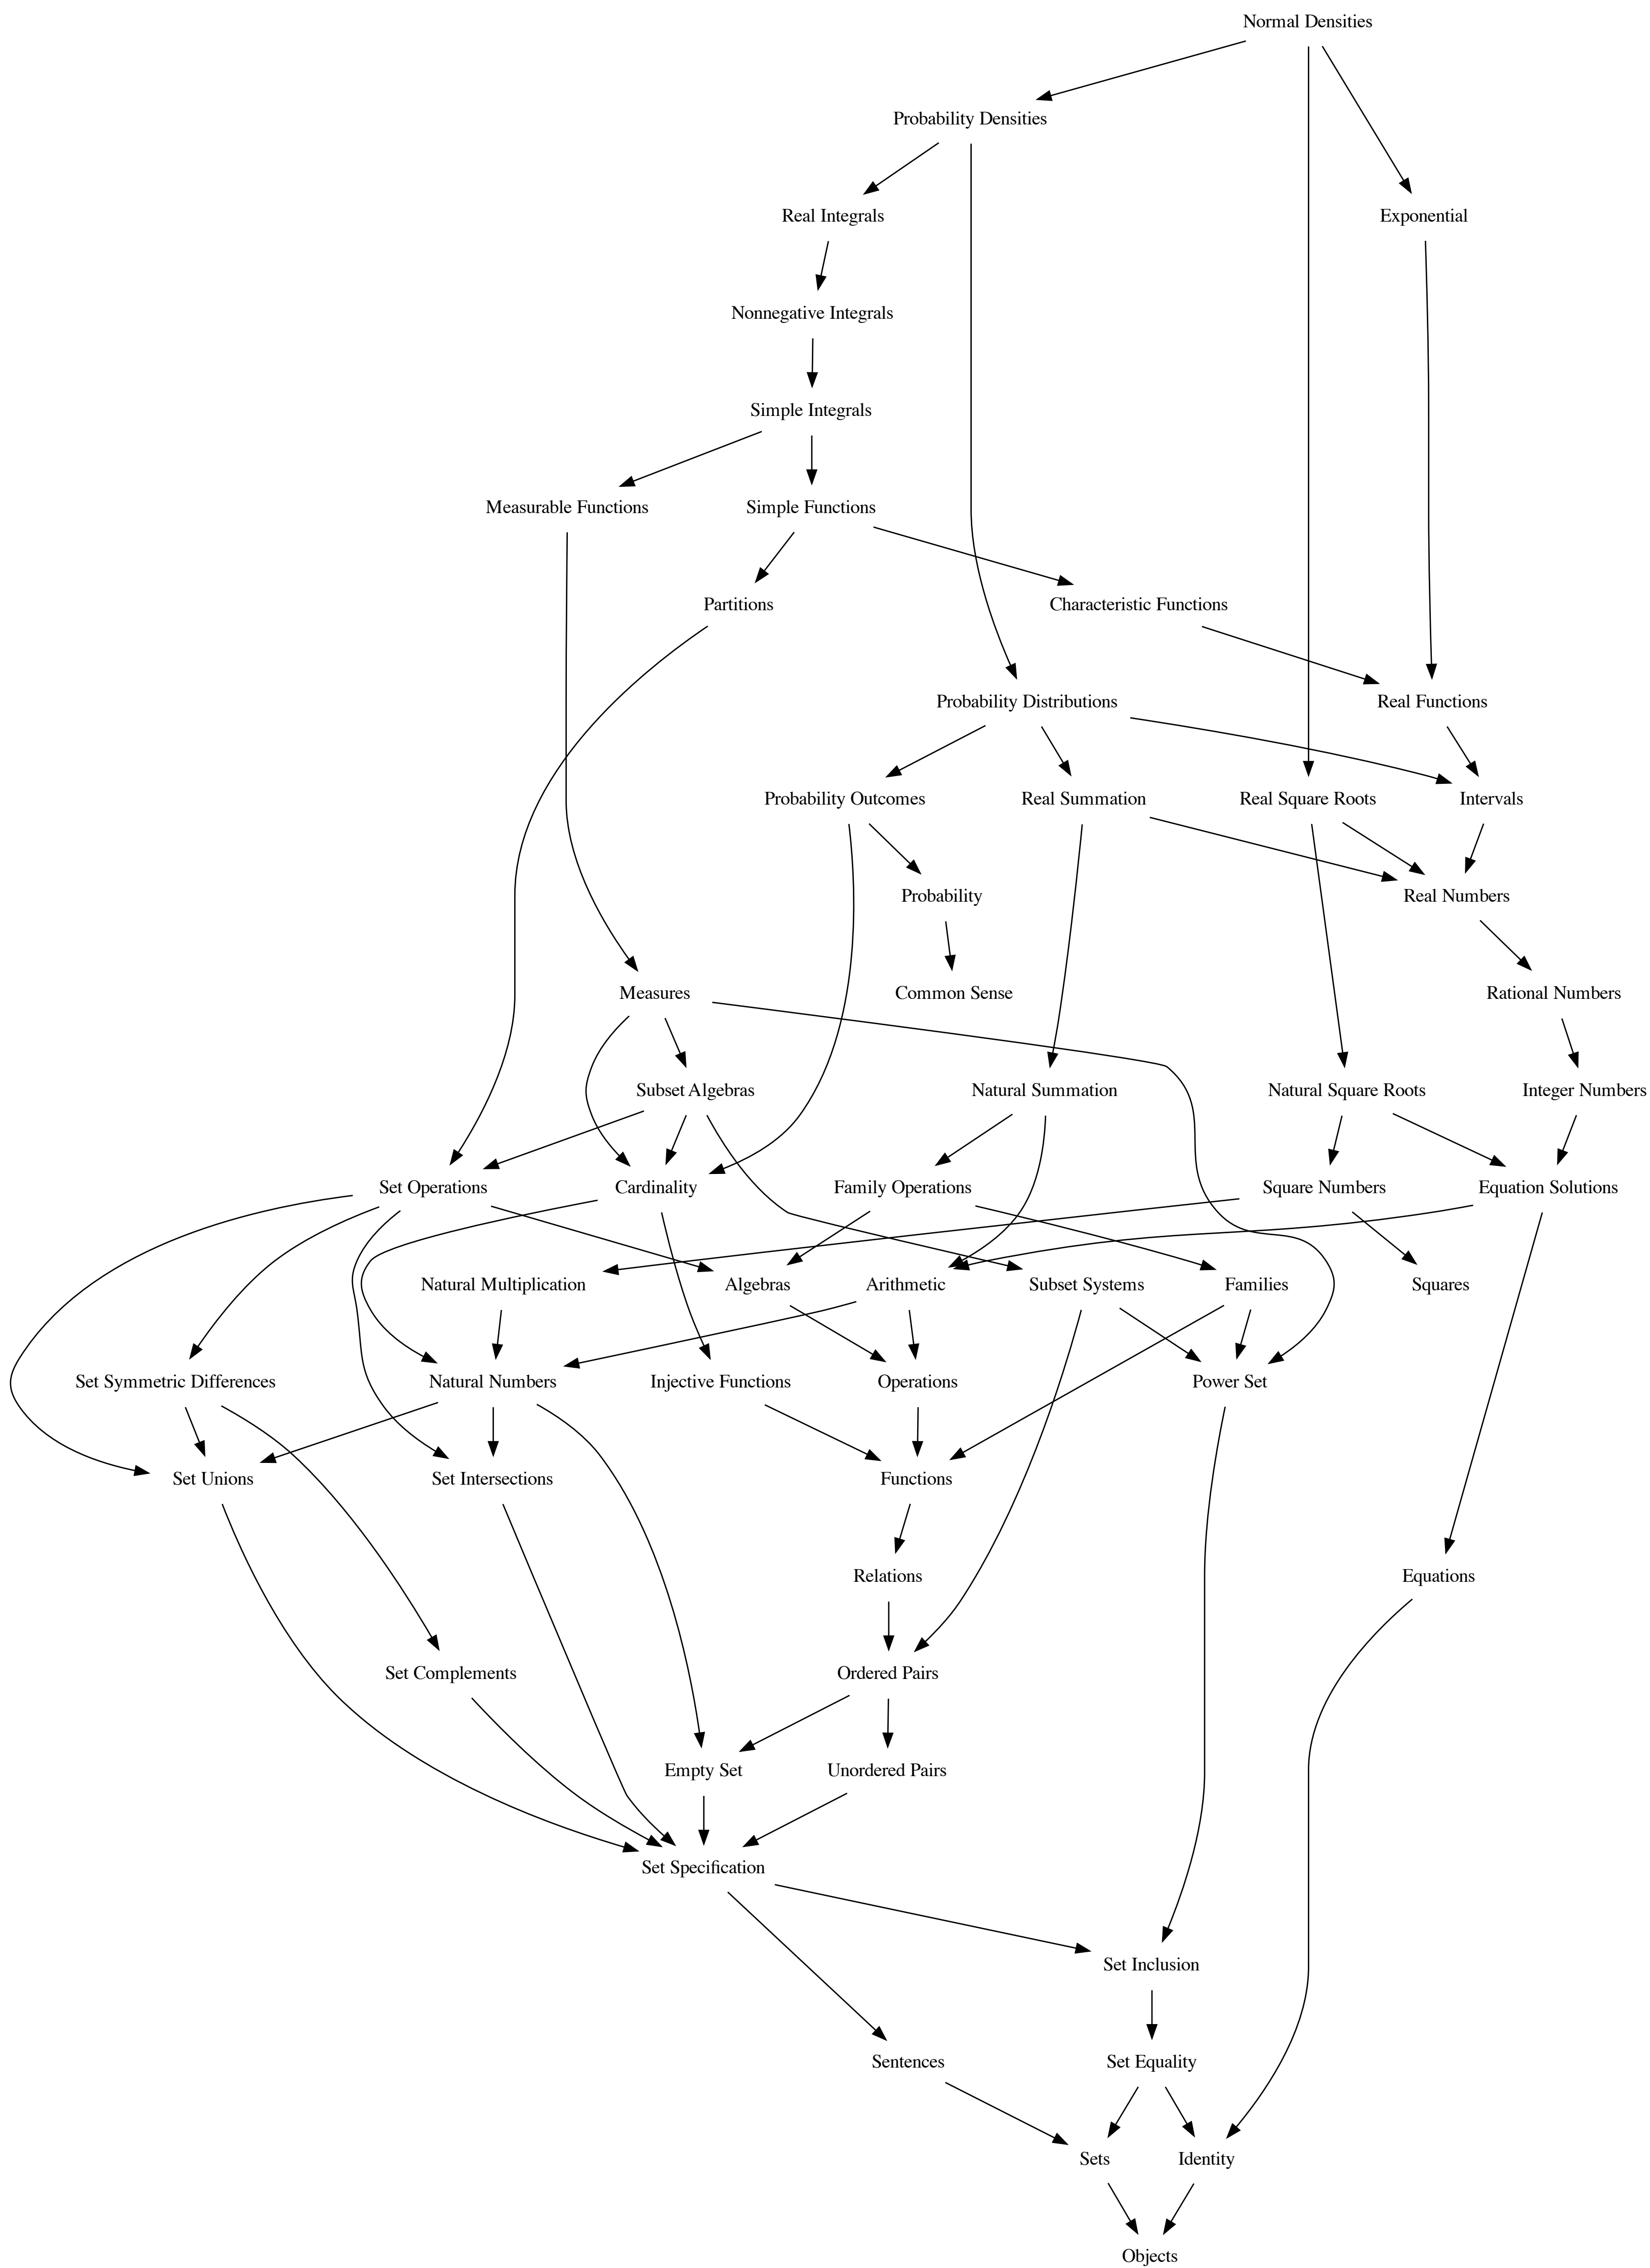 Normal Densities
Probability Densities
Real Integrals
Exponential
Nonnegative Integrals
Simple Integrals
Measurable Functions
Simple Functions
Partitions
Characteristic Functions
Probability Distributions
Real Functions
Probability Outcomes
Real Summation
Real Square Roots
Intervals
Probability
Real Numbers
Measures
Common Sense
Rational Numbers
Subset Algebras
Natural Summation
Natural Square Roots
Integer Numbers
Set Operations
Cardinality
Family Operations
Square Numbers
Equation Solutions
Natural Multiplication
Algebras
Arithmetic
Subset Systems
Families
Squares
Set Symmetric Differences
Natural Numbers
Injective Functions
Operations
Power Set
Set Unions
Set Intersections
Functions
Relations
Equations
Set Complements
Ordered Pairs
Empty Set
Unordered Pairs
Set Specification
Set Inclusion
Sentences
Set Equality
Sets
Identity
Objects